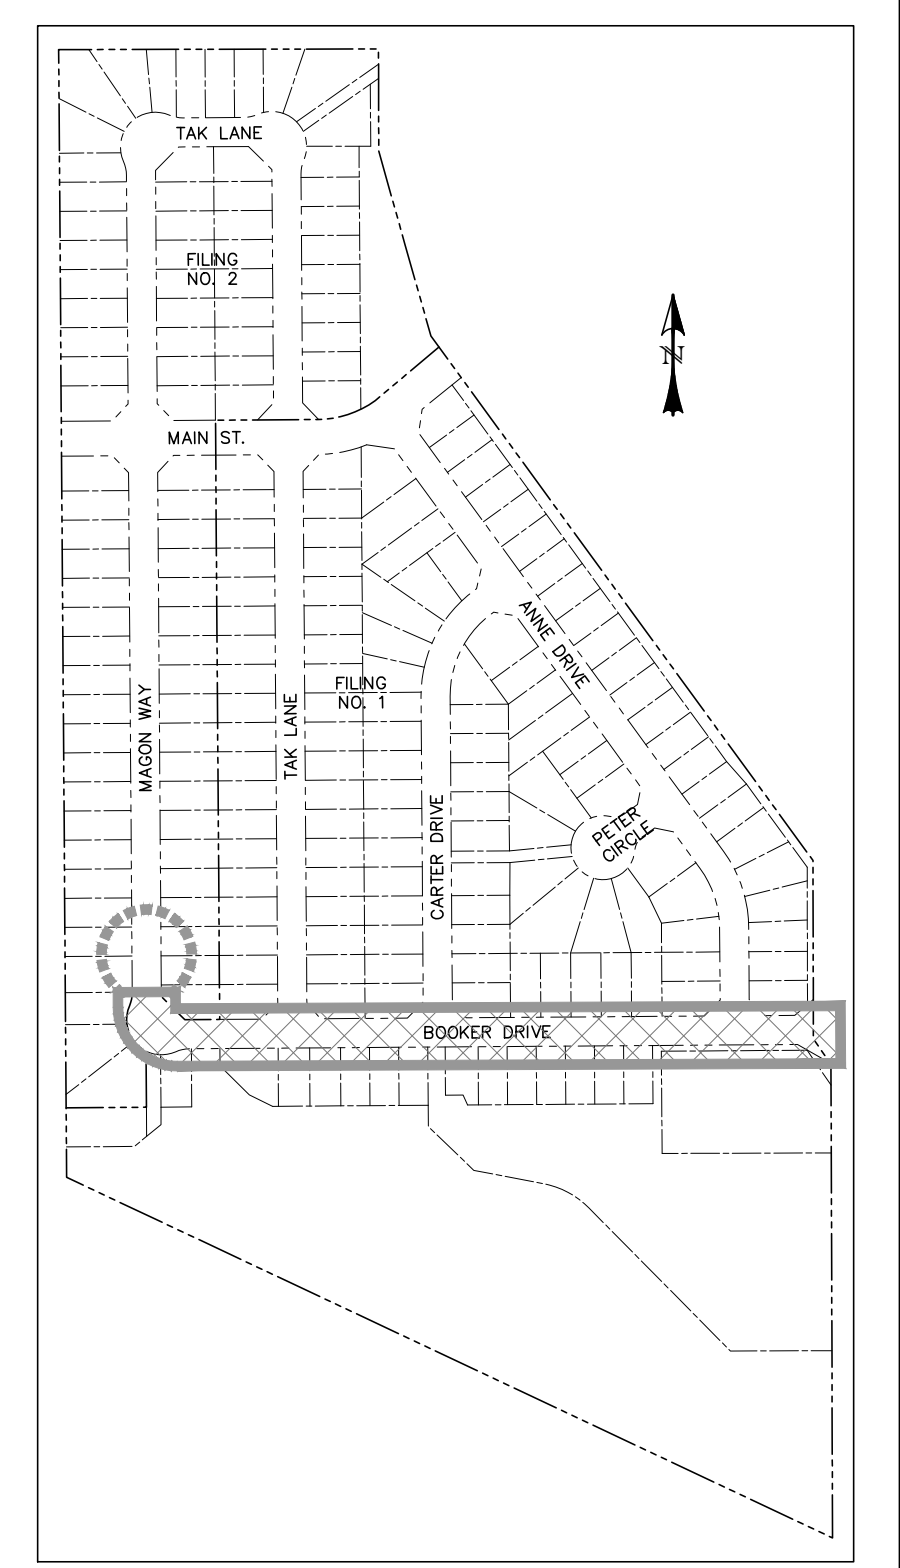 TAK LANE
FILING
NO. 2
N
MAIN ST.
ANNE DRIVE
FILING
NO. 1
MAGON WAY
TAK LANE
CARTER DRIVE
PETER
CIRCLE
BOOKER DRIVE